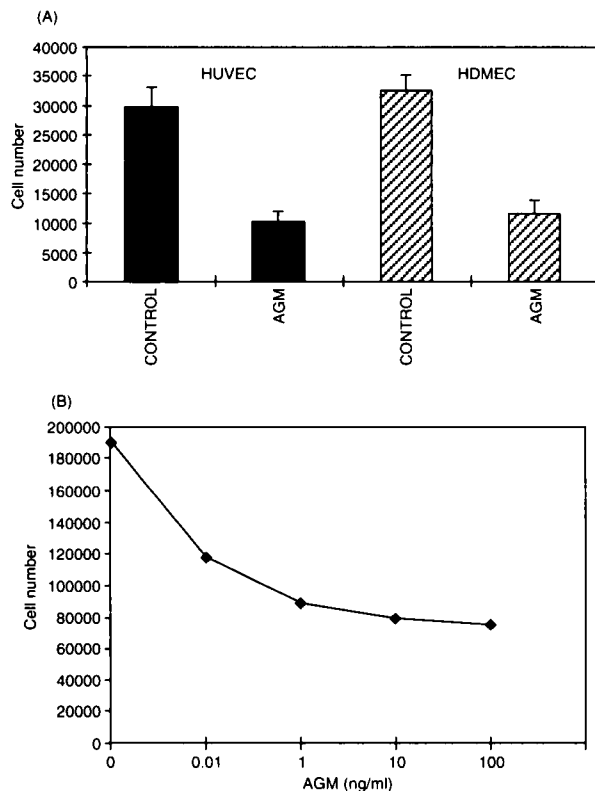 (A)
40000
35000
30000
25000
20000
15000
10000
5000
0
Cell number
HUVEC
HDMEC
CONTROL
AGM
CONTROL
AGM
(B)
200000
180000
160000
140000
120000
100000
80000
60000
40000
20000
0
Cell number
0 0.01 1 10 100
AGM (ng/ml)